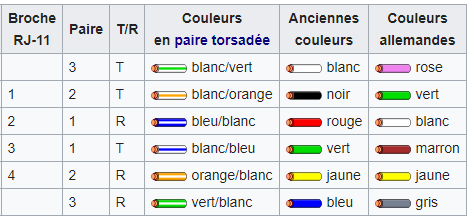 Broche RJ-11 Paire T/R Couleurs en paire torsadée Anciennes couleurs Couleurs allemandes
3 T blanc/vert blanc rose
1 2 T blanc/orange noir vert
2 1 R bleu/blanc rouge blanc
3 1 T blanc/bleu vert marron
4 2 R orange/blanc jaune jaune
3 R vert/blanc bleu gris